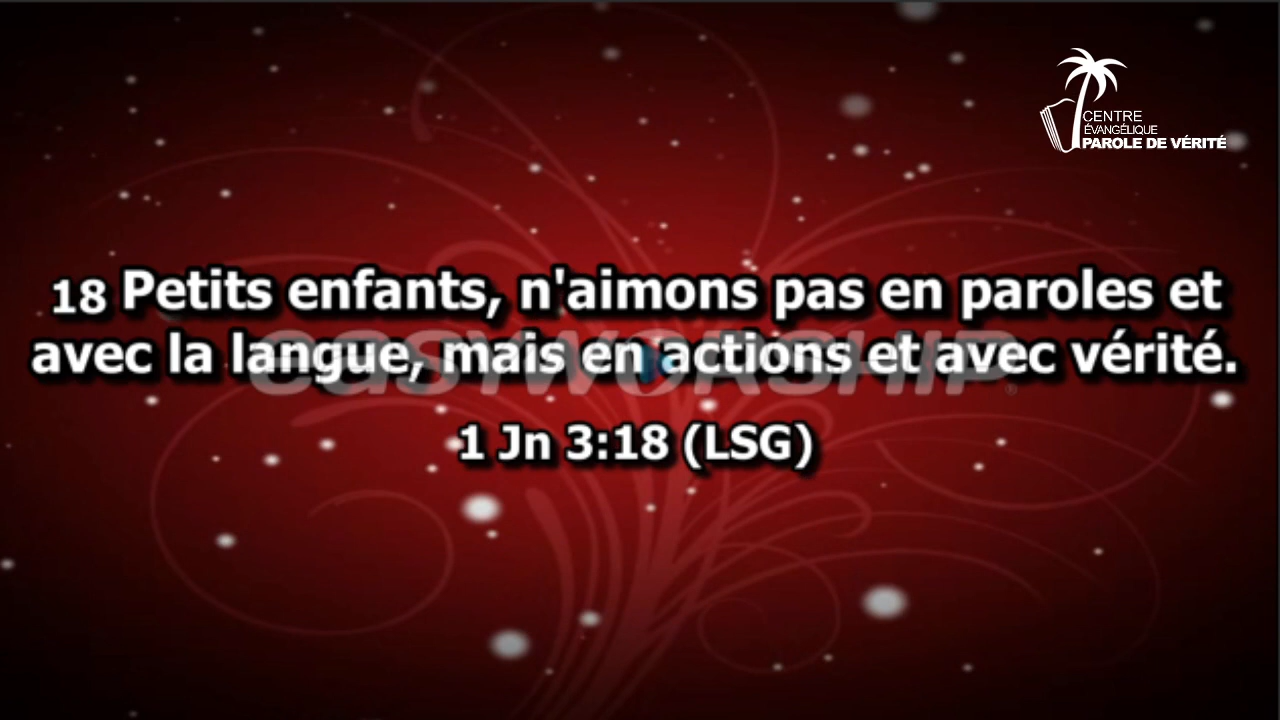 CENTRE
ÉVANGÉLIQUE
PAROLE DE VÉRITÉ
18 Petits enfants, n'aimons pas en paroles et
avec la langue, mais en actions et avec vérité.
easyworship®
1 Jn 3:18 (LSG)